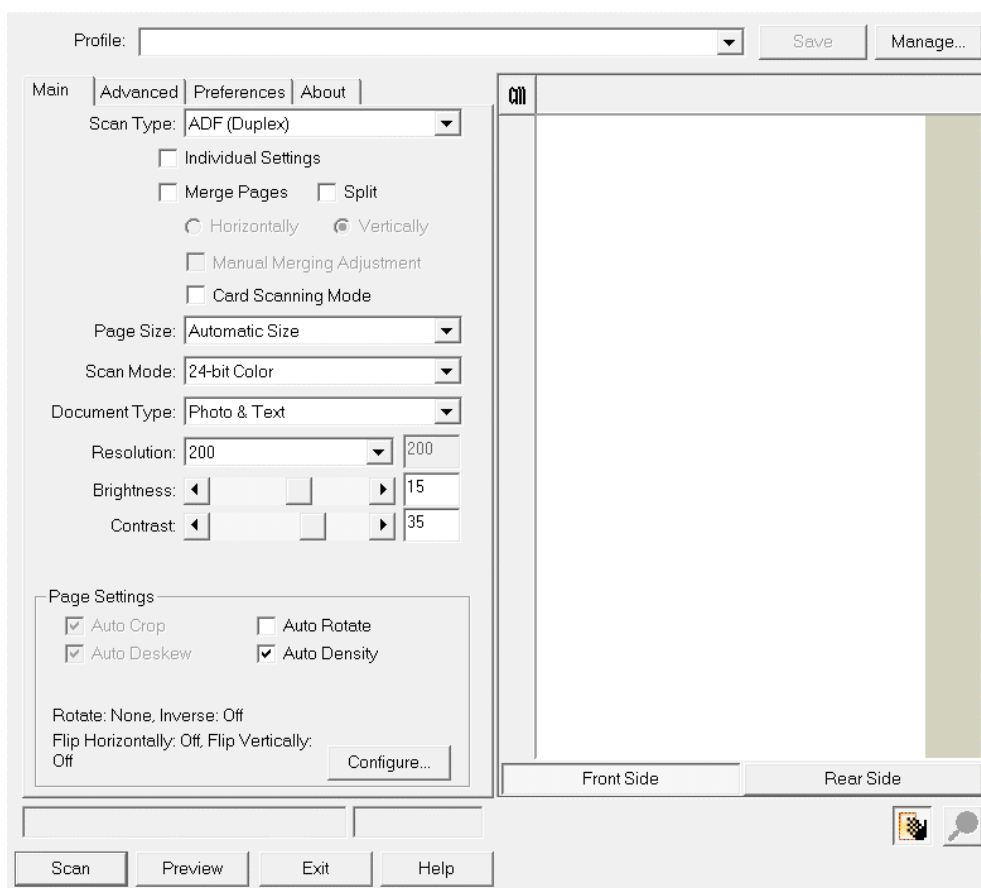 Profile: Save Manage...
Main Advanced Preferences About
Scan Type: ADF (Duplex)
Individual Settings
Merge Pages Split
Horizontally Vertically
Manual Merging Adjustment
Card Scanning Mode
Page Size: Automatic Size
Scan Mode: 24-bit Color
Document Type: Photo & Text
Resolution: 200 200
Brightness: 15
Contrast: 35
Page Settings
Auto Crop Auto Rotate
Auto Deskew Auto Density
Rotate: None, Inverse: Off
Flip Horizontally: Off, Flip Vertically:
Off
Configure...
cm
Front Side Rear Side
Scan Preview Exit Help